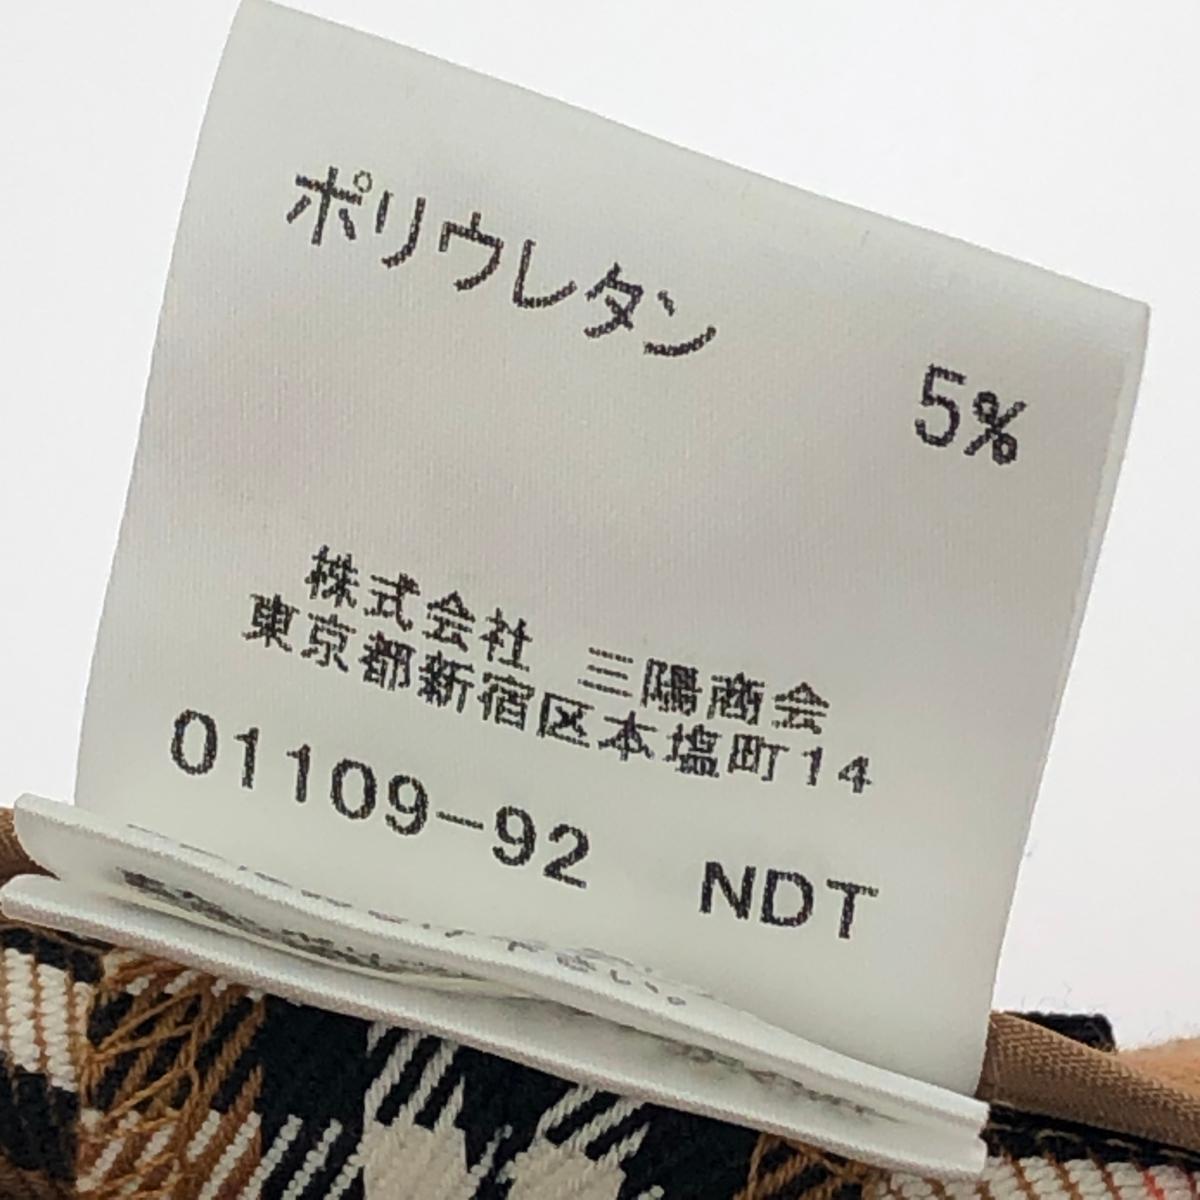 ポリウレタン 5%
株式会社 三陽商会
東京都新宿区本塩町14
01109-92 NDT